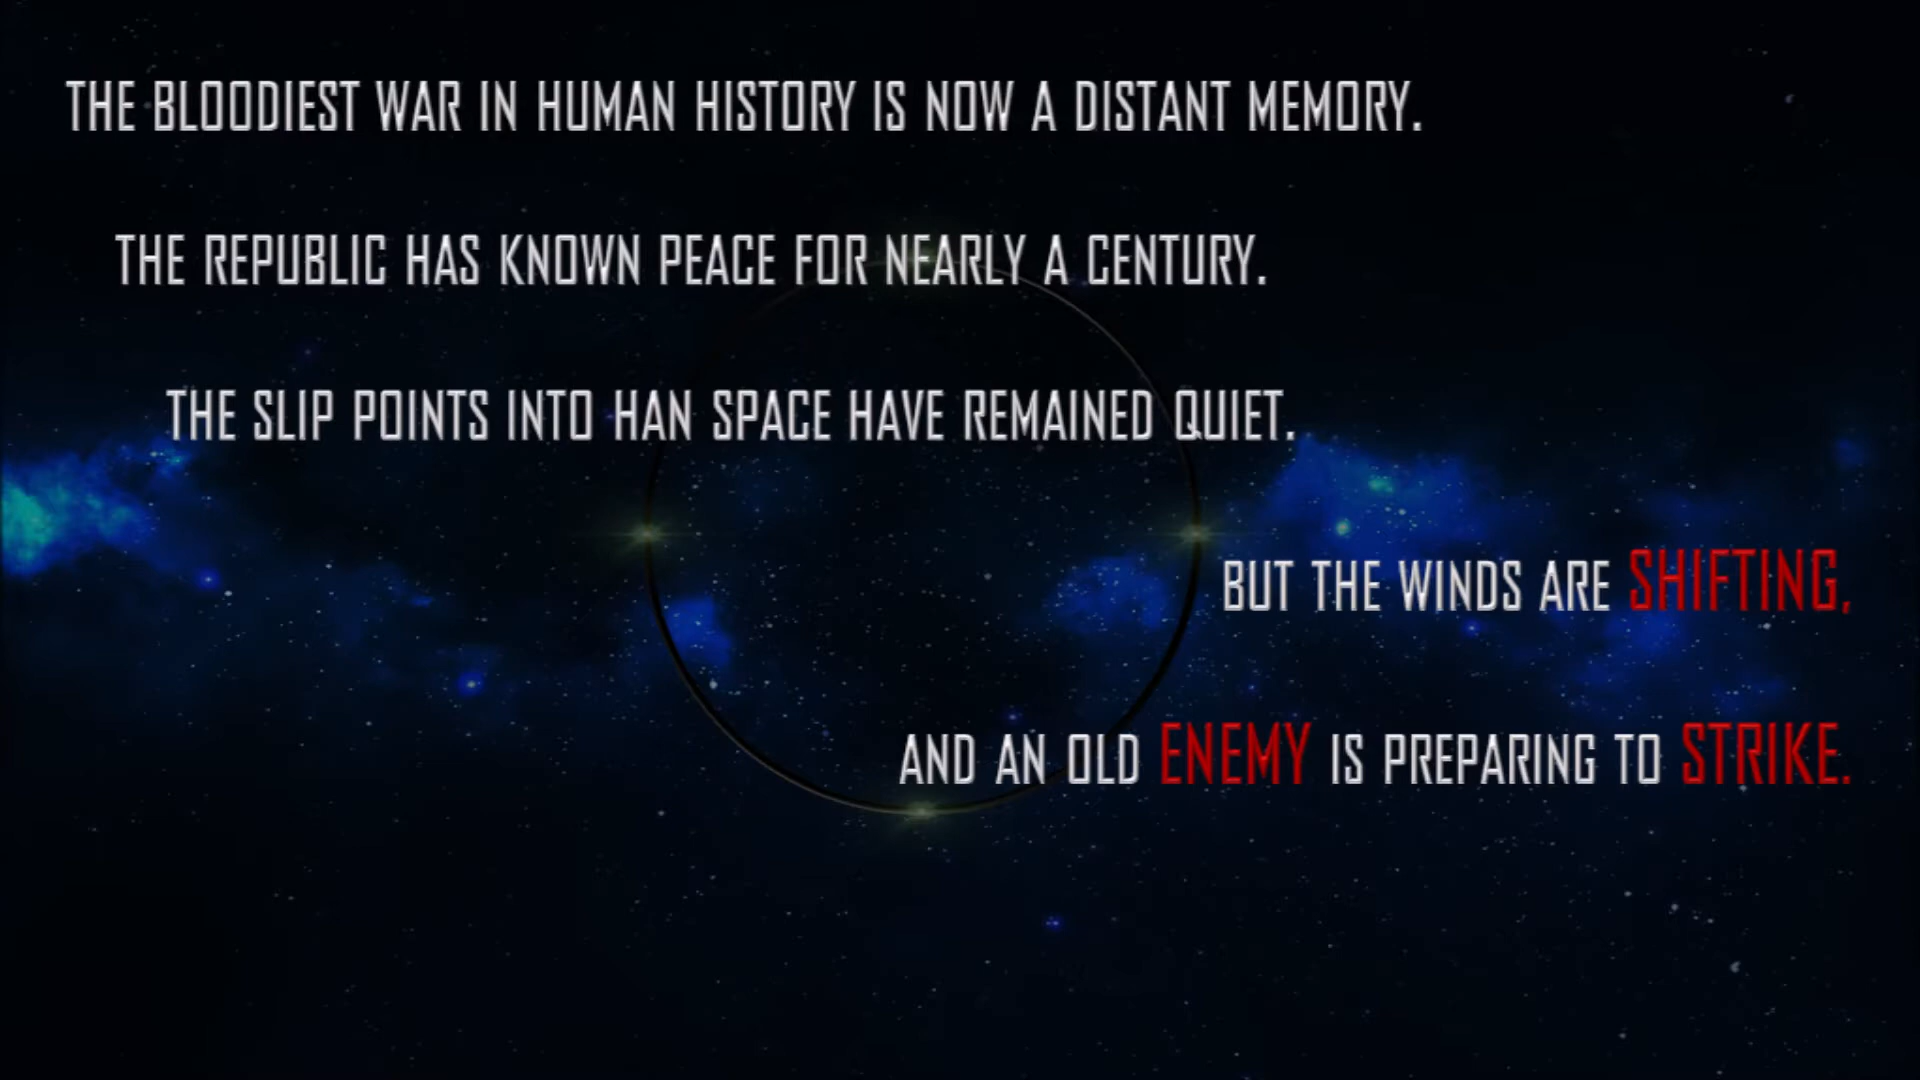 THE BLOODIEST WAR IN HUMAN HISTORY IS NOW A DISTANT MEMORY.
THE REPUBLIC HAS KNOWN PEACE FOR NEARLY A CENTURY.
THE SLIP POINTS INTO HAN SPACE HAVE REMAINED QUIET.
BUT THE WINDS ARE SHIFTING,
AND AN OLD ENEMY IS PREPARING TO STRIKE.